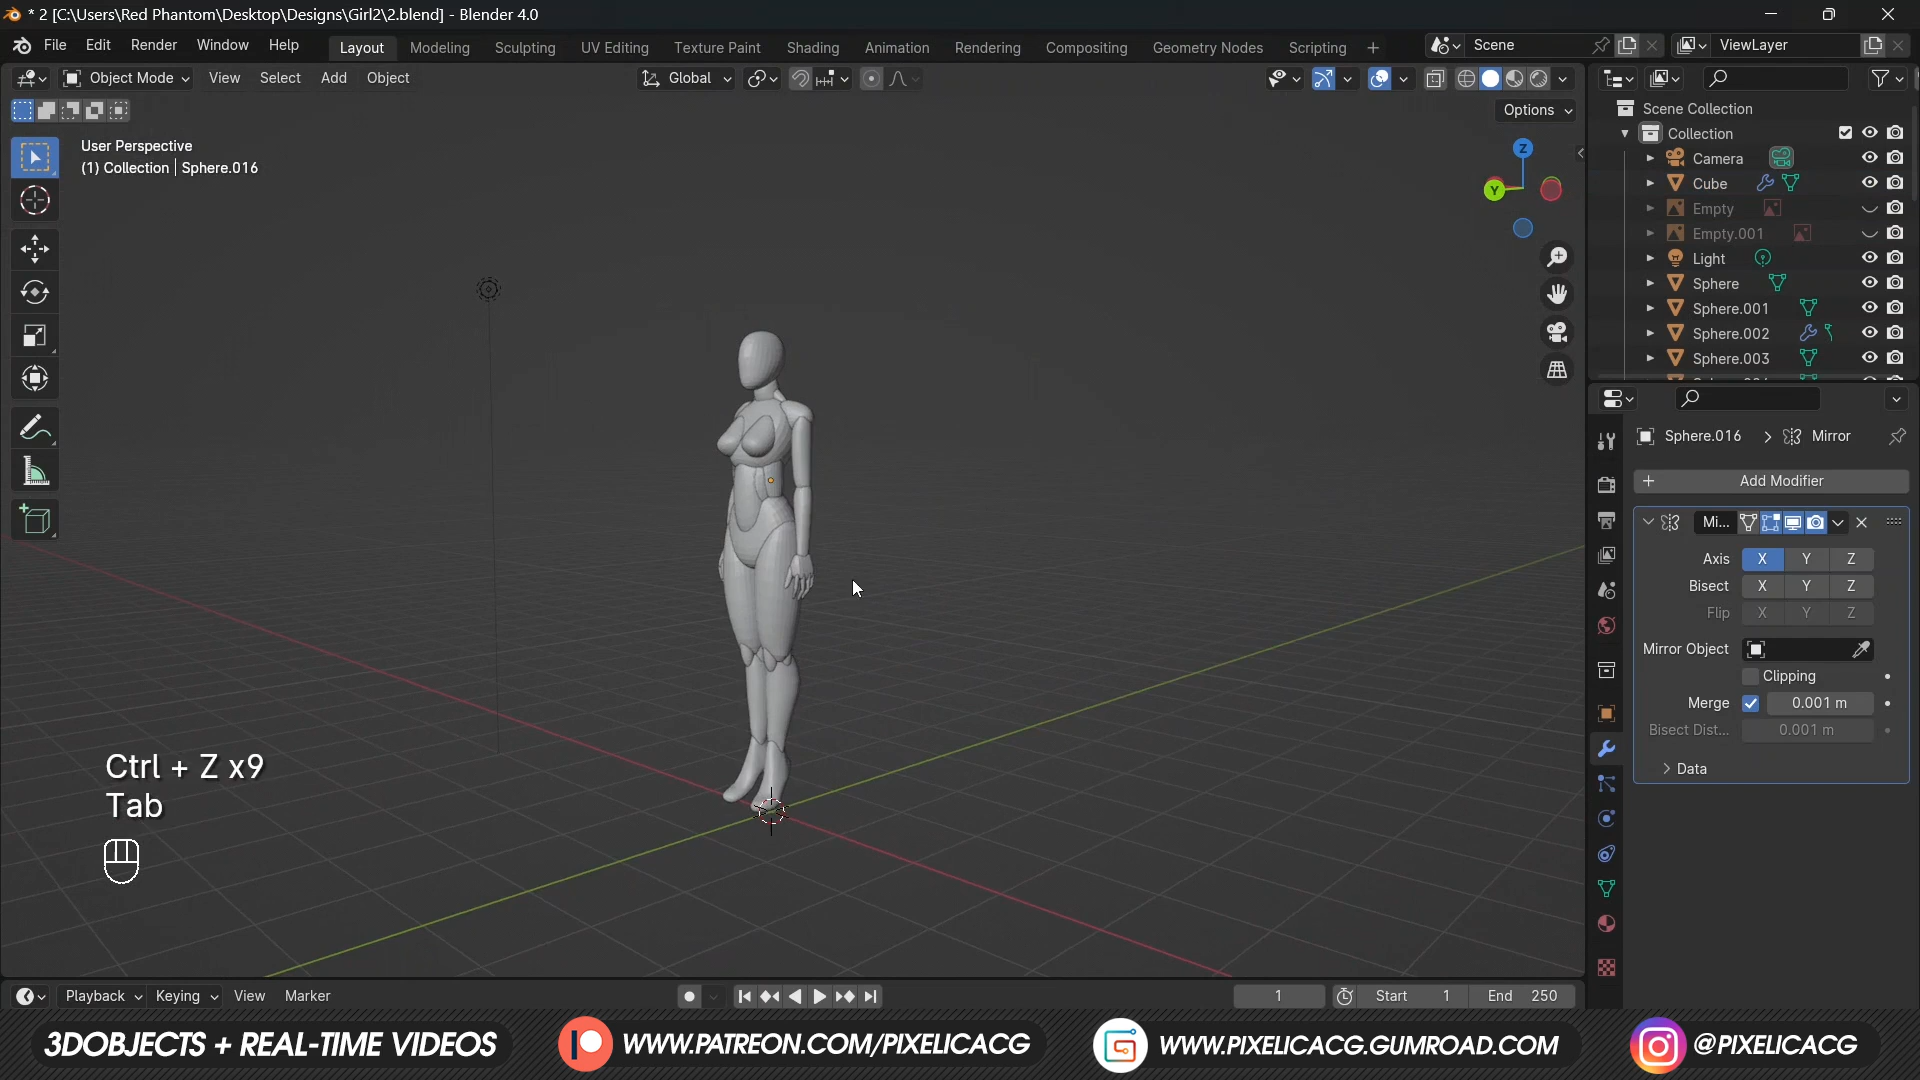 * 2 [C:\Users\Red Phantom\Desktop\Designs\Girl2\2.blend] - Blender 4.0
File Edit Render Window Help Layout Modeling Sculpting UV Editing Texture Paint Shading Animation Rendering Compositing Geometry Nodes Scripting + Scene ViewLayer
Object Mode View Select Add Object Global
Options
User Perspective
(1) Collection | Sphere.016
Z
Y
Scene Collection
Collection
Camera
Cube
Empty
Empty.001
Light
Sphere
Sphere.001
Sphere.002
Sphere.003
Sphere.016 > Mirror
+ Add Modifier
Mi...
Axis X Y Z
Bisect X Y Z
Flip X Y Z
Mirror Object
Clipping
Merge 0.001 m
Bisect Dist... 0.001 m
> Data
Ctrl + Z x9
Tab
Playback Keying View Marker 1 Start 1 End 250
3DOBJECTS + REAL-TIME VIDEOS WWW.PATREON.COM/PIXELICACG WWW.PIXELICACG.GUMROAD.COM @PIXELICACG